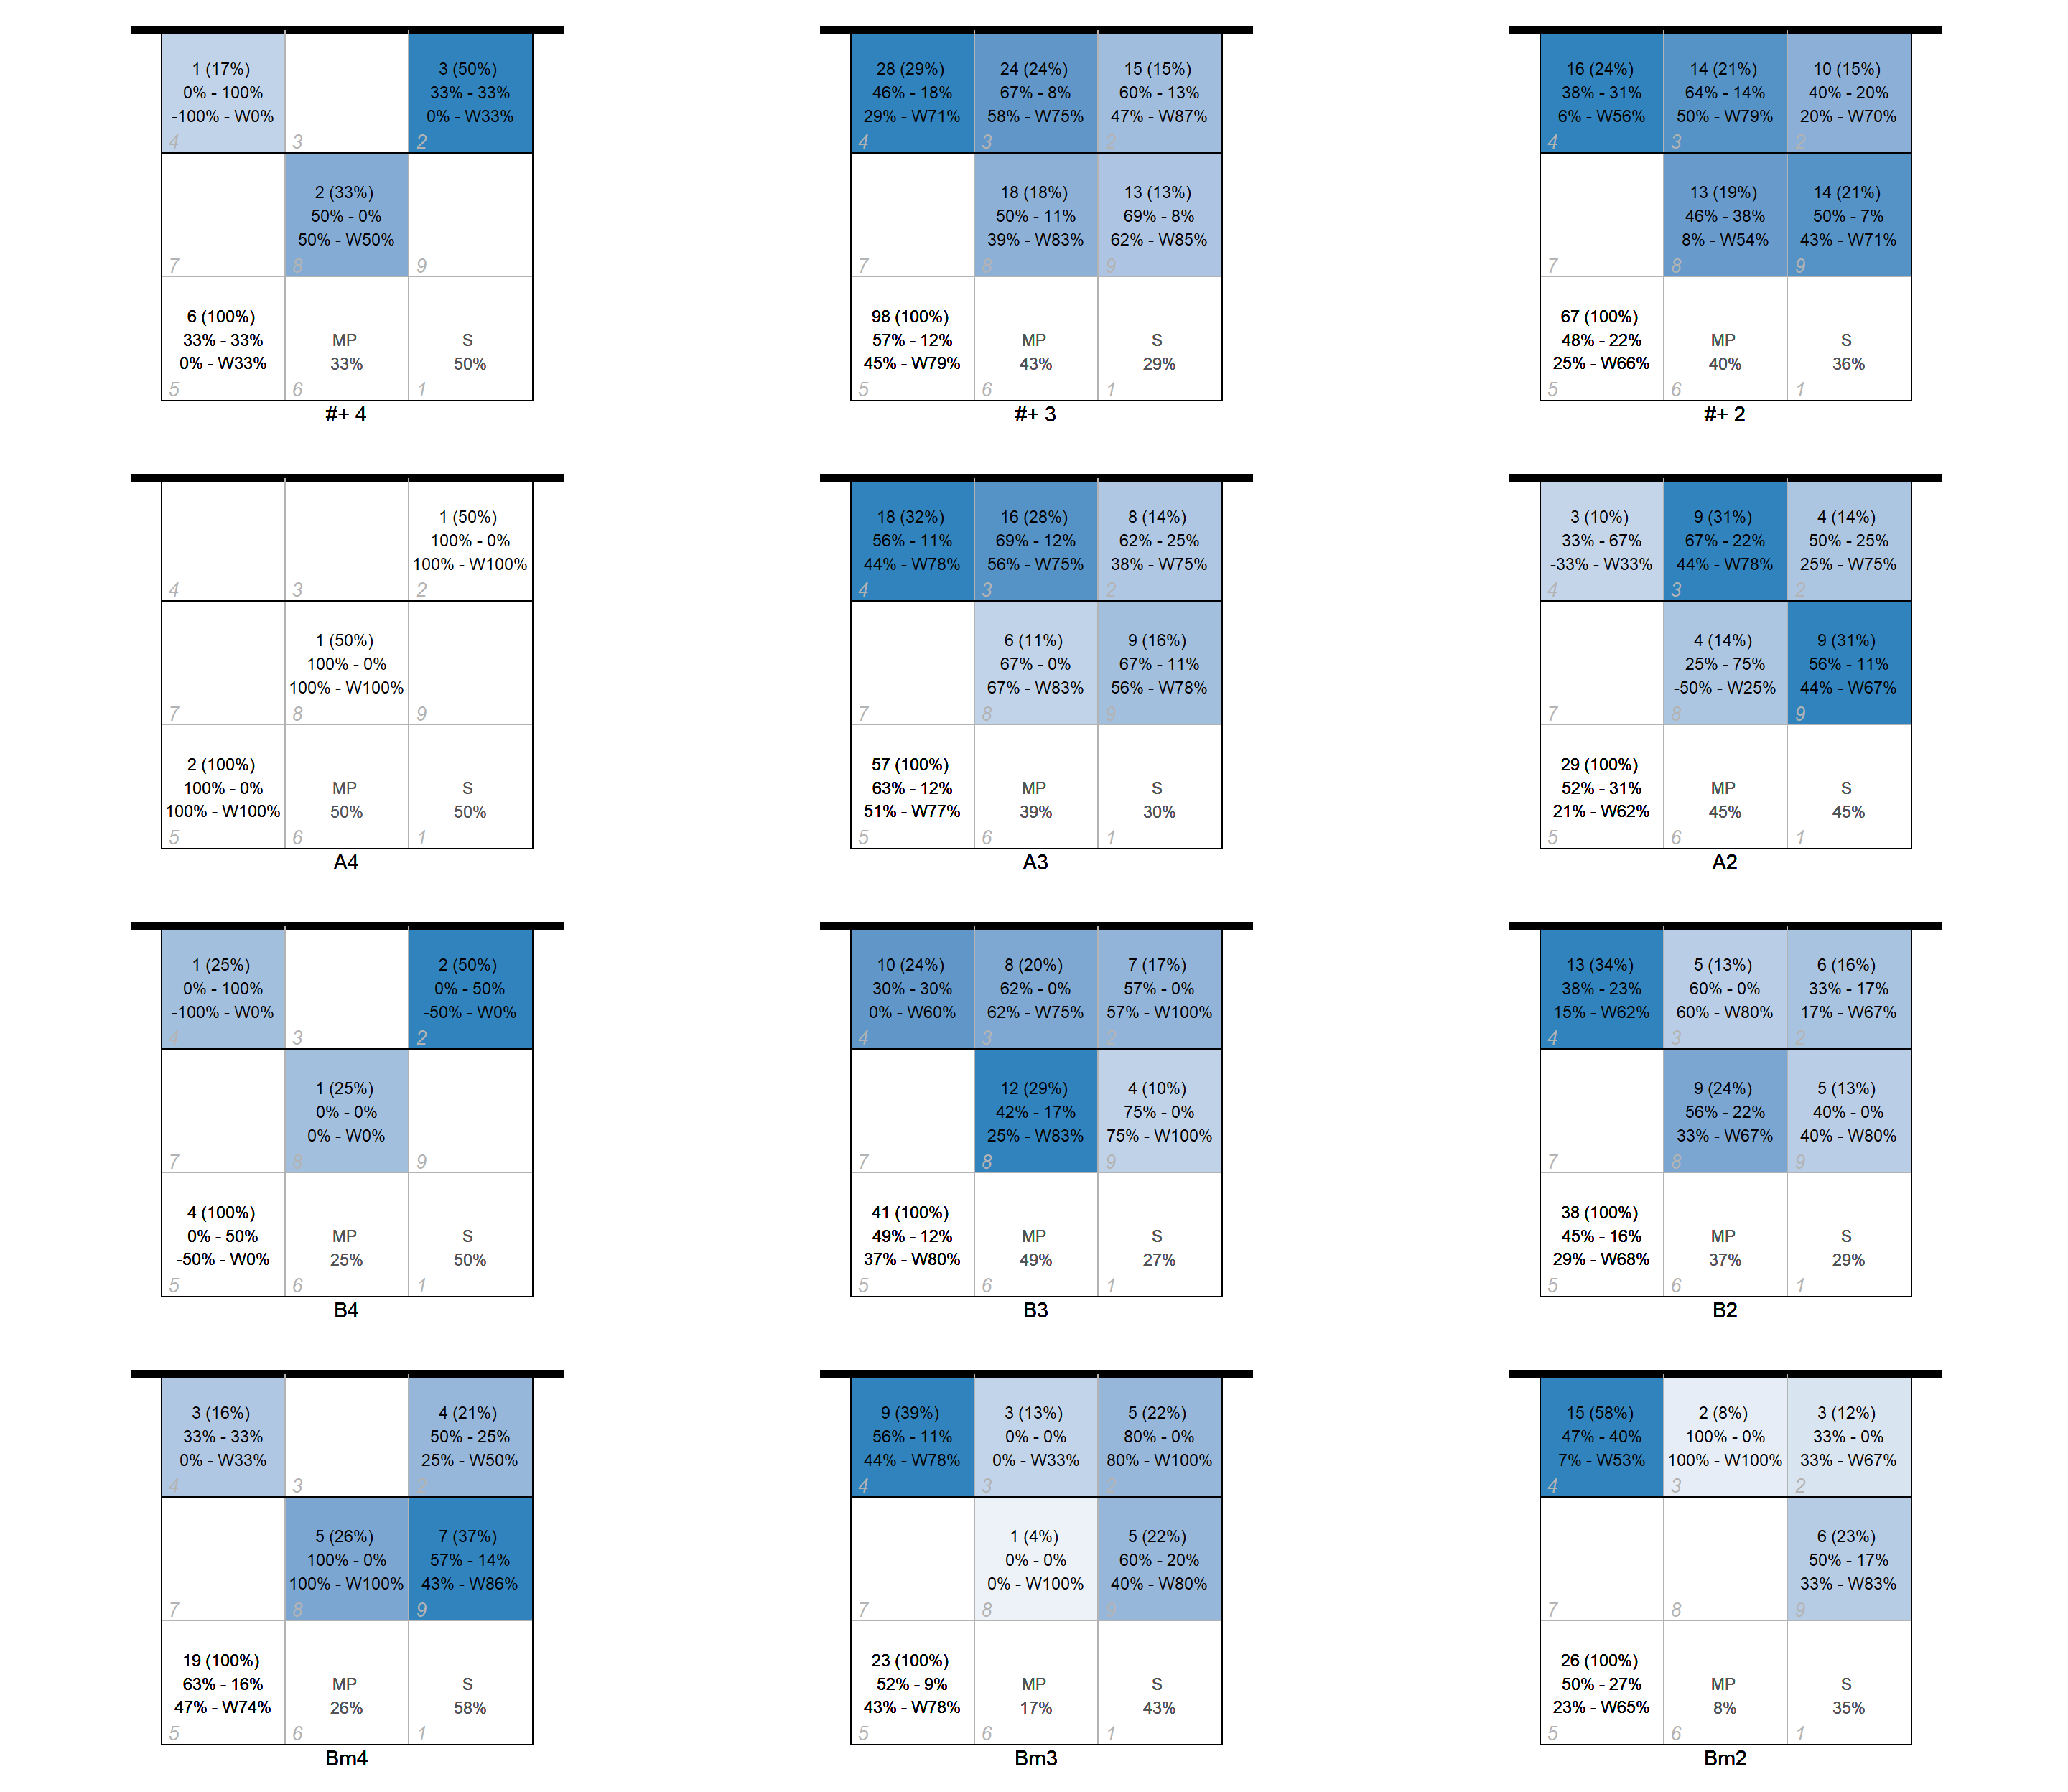 1 (17%)
0% - 100%
-100% - W0%
4
3
3 (50%)
33% - 33%
0% - W33%
2
7
2 (33%)
50% - 0%
50% - W50%
8
9
6 (100%)
33% - 33%
0% - W33%
5
MP
33%
6
S
50%
1
#+ 4
28 (29%)
46% - 18%
29% - W71%
4
24 (24%)
67% - 8%
58% - W75%
3
15 (15%)
60% - 13%
47% - W87%
2
7
18 (18%)
50% - 11%
39% - W83%
8
13 (13%)
69% - 8%
62% - W85%
9
98 (100%)
57% - 12%
45% - W79%
5
MP
43%
6
S
29%
1
#+ 3
16 (24%)
38% - 31%
6% - W56%
4
14 (21%)
64% - 14%
50% - W79%
3
10 (15%)
40% - 20%
20% - W70%
2
7
13 (19%)
46% - 38%
8% - W54%
8
14 (21%)
50% - 7%
43% - W71%
9
67 (100%)
48% - 22%
25% - W66%
5
MP
40%
6
S
36%
1
#+ 2
4
3
1 (50%)
100% - 0%
100% - W100%
2
7
1 (50%)
100% - 0%
100% - W100%
8
9
2 (100%)
100% - 0%
100% - W100%
5
MP
50%
6
S
50%
1
A4
18 (32%)
56% - 11%
44% - W78%
4
16 (28%)
69% - 12%
56% - W75%
3
8 (14%)
62% - 25%
38% - W75%
2
7
6 (11%)
67% - 0%
67% - W83%
8
9 (16%)
67% - 11%
56% - W78%
9
57 (100%)
63% - 12%
51% - W77%
5
MP
39%
6
S
30%
1
A3
3 (10%)
33% - 67%
-33% - W33%
4
9 (31%)
67% - 22%
44% - W78%
3
4 (14%)
50% - 25%
25% - W75%
2
7
4 (14%)
25% - 75%
-50% - W25%
8
9 (31%)
56% - 11%
44% - W67%
9
29 (100%)
52% - 31%
21% - W62%
5
MP
45%
6
S
45%
1
A2
1 (25%)
0% - 100%
-100% - W0%
4
3
2 (50%)
0% - 50%
-50% - W0%
2
7
1 (25%)
0% - 0%
0% - W0%
8
9
4 (100%)
0% - 50%
-50% - W0%
5
MP
25%
6
S
50%
1
B4
10 (24%)
30% - 30%
0% - W60%
4
8 (20%)
62% - 0%
62% - W75%
3
7 (17%)
57% - 0%
57% - W100%
2
7
12 (29%)
42% - 17%
25% - W83%
8
4 (10%)
75% - 0%
75% - W100%
9
41 (100%)
49% - 12%
37% - W80%
5
MP
49%
6
S
27%
1
B3
13 (34%)
38% - 23%
15% - W62%
4
5 (13%)
60% - 0%
60% - W80%
3
6 (16%)
33% - 17%
17% - W67%
2
7
9 (24%)
56% - 22%
33% - W67%
8
5 (13%)
40% - 0%
40% - W80%
9
38 (100%)
45% - 16%
29% - W68%
5
MP
37%
6
S
29%
1
B2
3 (16%)
33% - 33%
0% - W33%
4
3
4 (21%)
50% - 25%
25% - W50%
2
7
5 (26%)
100% - 0%
100% - W100%
8
7 (37%)
57% - 14%
43% - W86%
9
19 (100%)
63% - 16%
47% - W74%
5
MP
26%
6
S
58%
1
Bm4
9 (39%)
56% - 11%
44% - W78%
4
3 (13%)
0% - 0%
0% - W33%
3
5 (22%)
80% - 0%
80% - W100%
2
7
1 (4%)
0% - 0%
0% - W100%
8
5 (22%)
60% - 20%
40% - W80%
9
23 (100%)
52% - 9%
43% - W78%
5
MP
17%
6
S
43%
1
Bm3
15 (58%)
47% - 40%
7% - W53%
4
2 (8%)
100% - 0%
100% - W100%
3
3 (12%)
33% - 0%
33% - W67%
2
7
8
6 (23%)
50% - 17%
33% - W83%
9
26 (100%)
50% - 27%
23% - W65%
5
MP
8%
6
S
35%
1
Bm2